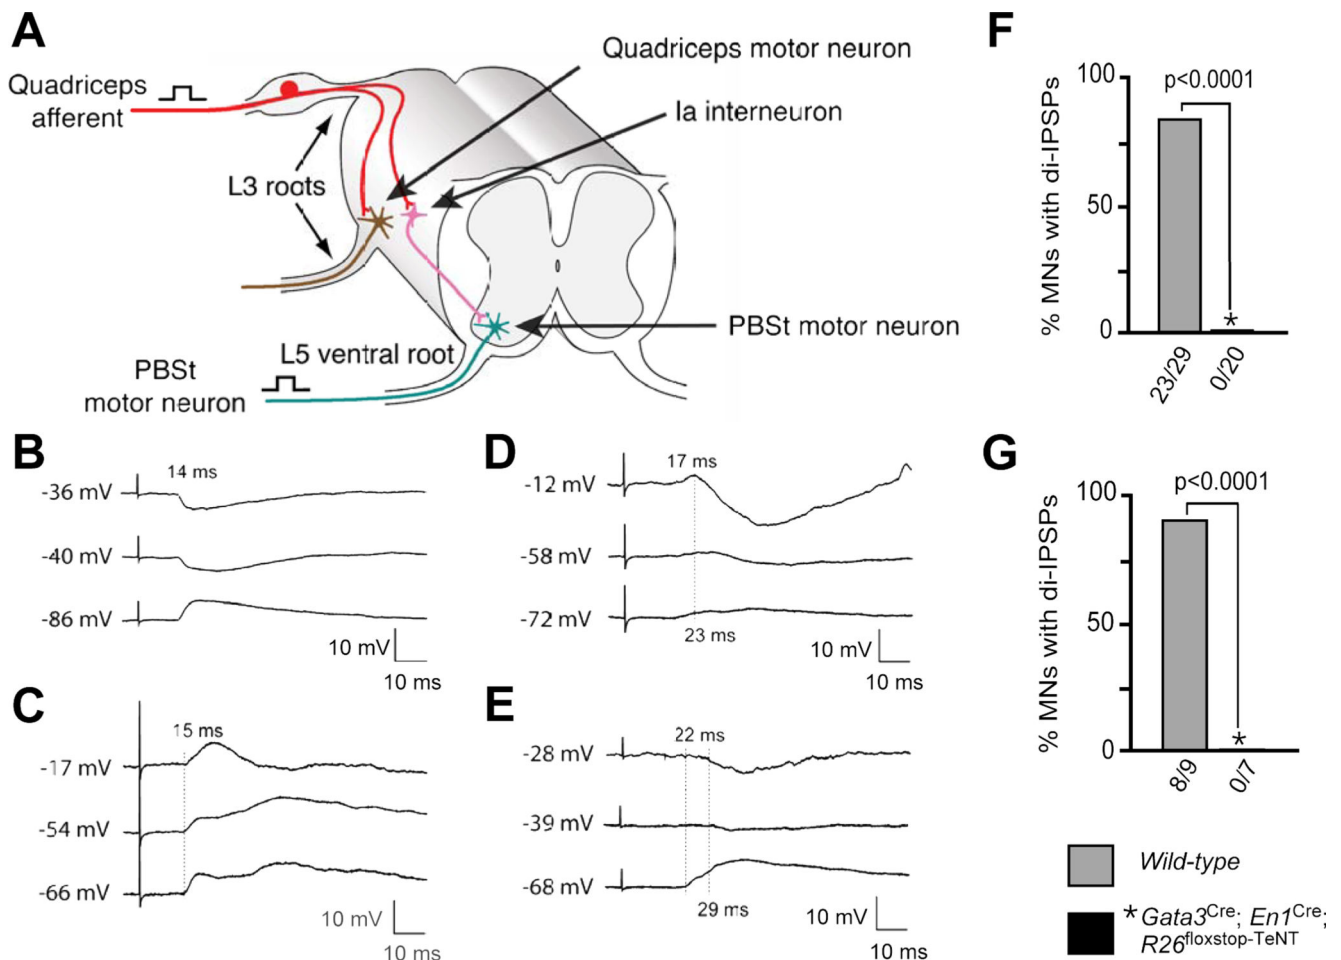 A
Quadriceps
afferent
Quadriceps motor neuron
Ia interneuron
L3 roots
PBSt motor neuron
L5 ventral root
PBSt
motor neuron
B
14 ms
-36 mV
-40 mV
-86 mV
10 mV
10 ms
C
15 ms
-17 mV
-54 mV
-66 mV
10 mV
10 ms
D
17 ms
-12 mV
-58 mV
-72 mV
23 ms
10 mV
10 ms
E
22 ms
-28 mV
-39 mV
-68 mV
29 ms
10 mV
10 ms
F
% MNs with di-IPSPs
100
50
0
p<0.0001
*
23/29
0/20
G
% MNs with di-IPSPs
100
50
0
p<0.0001
*
8/9
0/7
Wild-type
* Gata3Cre; En1Cre;
R26floxstop-TeNT